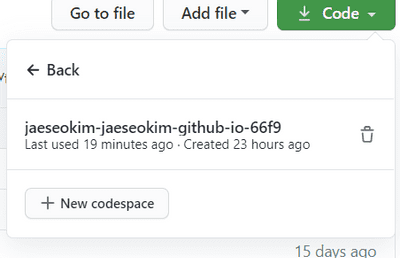 Go to file
Add file
Code
Back
jaeseokim-jaeseokim-github-io-66f9
Last used 19 minutes ago · Created 23 hours ago
New codespace
15 days ago